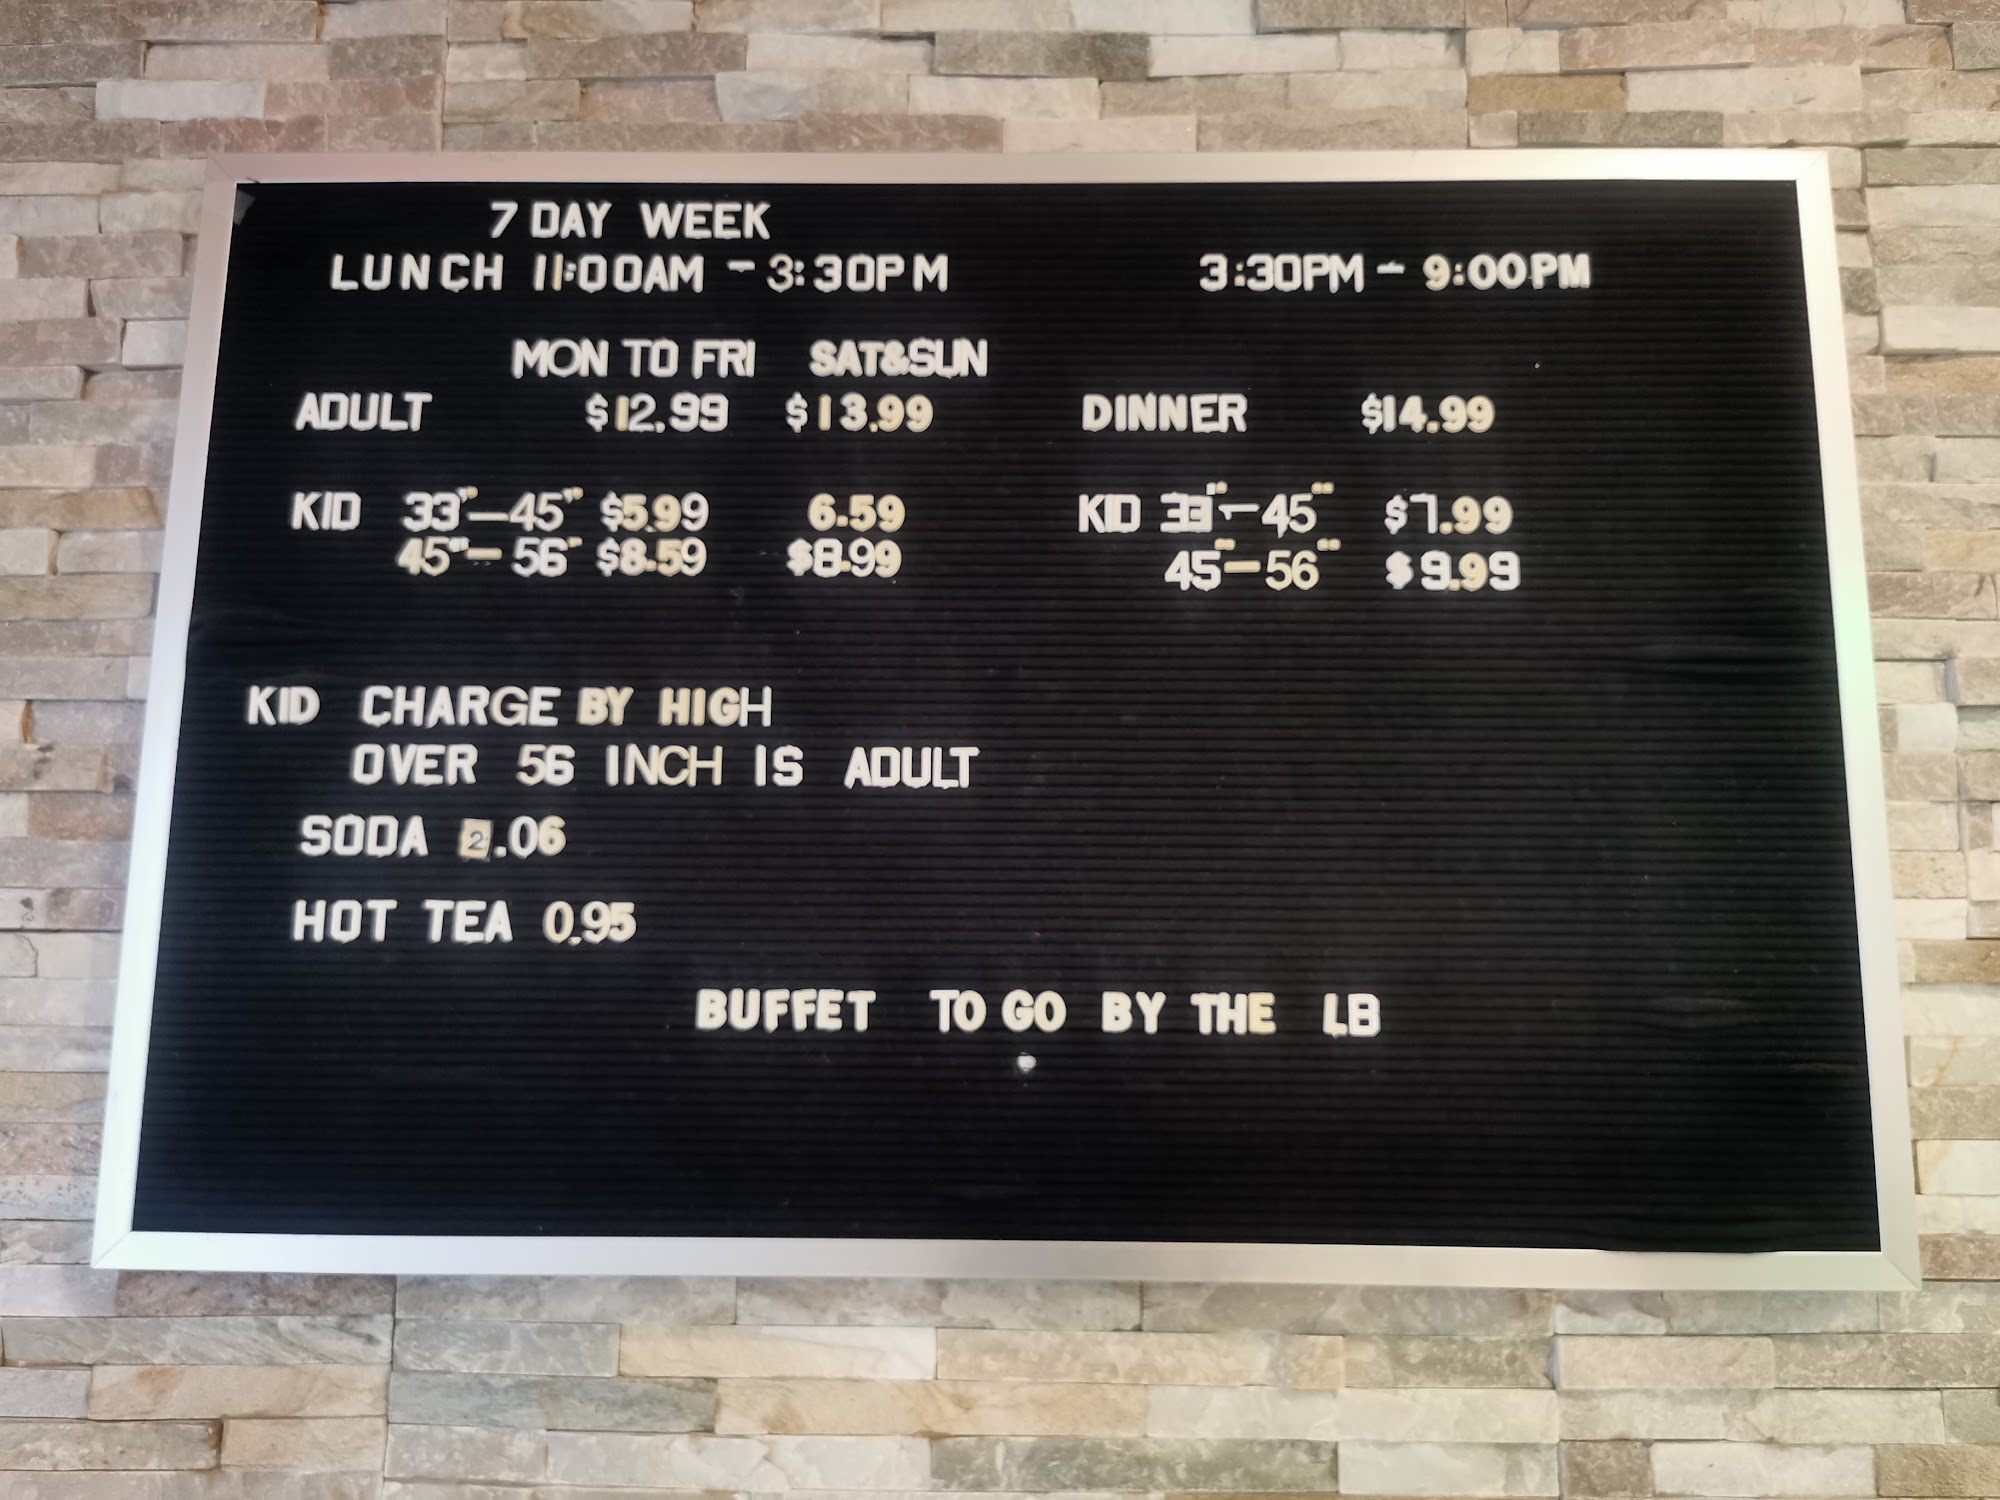 7 DAY WEEK
LUNCH 11:00AM - 3:30PM 3:30PM - 9:00PM
MON TO FRI SAT&SUN
ADULT $12.99 $13.99 DINNER $14.99
KID 33"-45" $5.99 6.59 KID 33"-45" $7.99
45"-56" $8.59 $8.99 45"-56" $9.99
KID CHARGE BY HIGH
OVER 56 INCH IS ADULT
SODA 2.06
HOT TEA 0.95
BUFFET TO GO BY THE LB